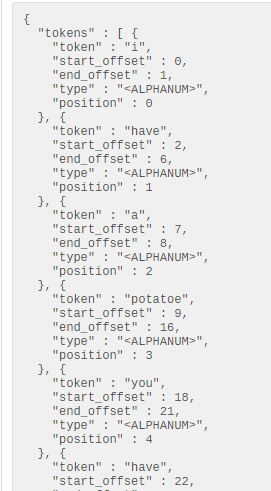 {
  "tokens" : [ {
    "token" : "i",
    "start_offset" : 0,
    "end_offset" : 1,
    "type" : "<ALPHANUM>",
    "position" : 0
  }, {
    "token" : "have",
    "start_offset" : 2,
    "end_offset" : 6,
    "type" : "<ALPHANUM>",
    "position" : 1
  }, {
    "token" : "a",
    "start_offset" : 7,
    "end_offset" : 8,
    "type" : "<ALPHANUM>",
    "position" : 2
  }, {
    "token" : "potatoe",
    "start_offset" : 9,
    "end_offset" : 16,
    "type" : "<ALPHANUM>",
    "position" : 3
  }, {
    "token" : "you",
    "start_offset" : 18,
    "end_offset" : 21,
    "type" : "<ALPHANUM>",
    "position" : 4
  }, {
    "token" : "have",
    "start_offset" : 22,